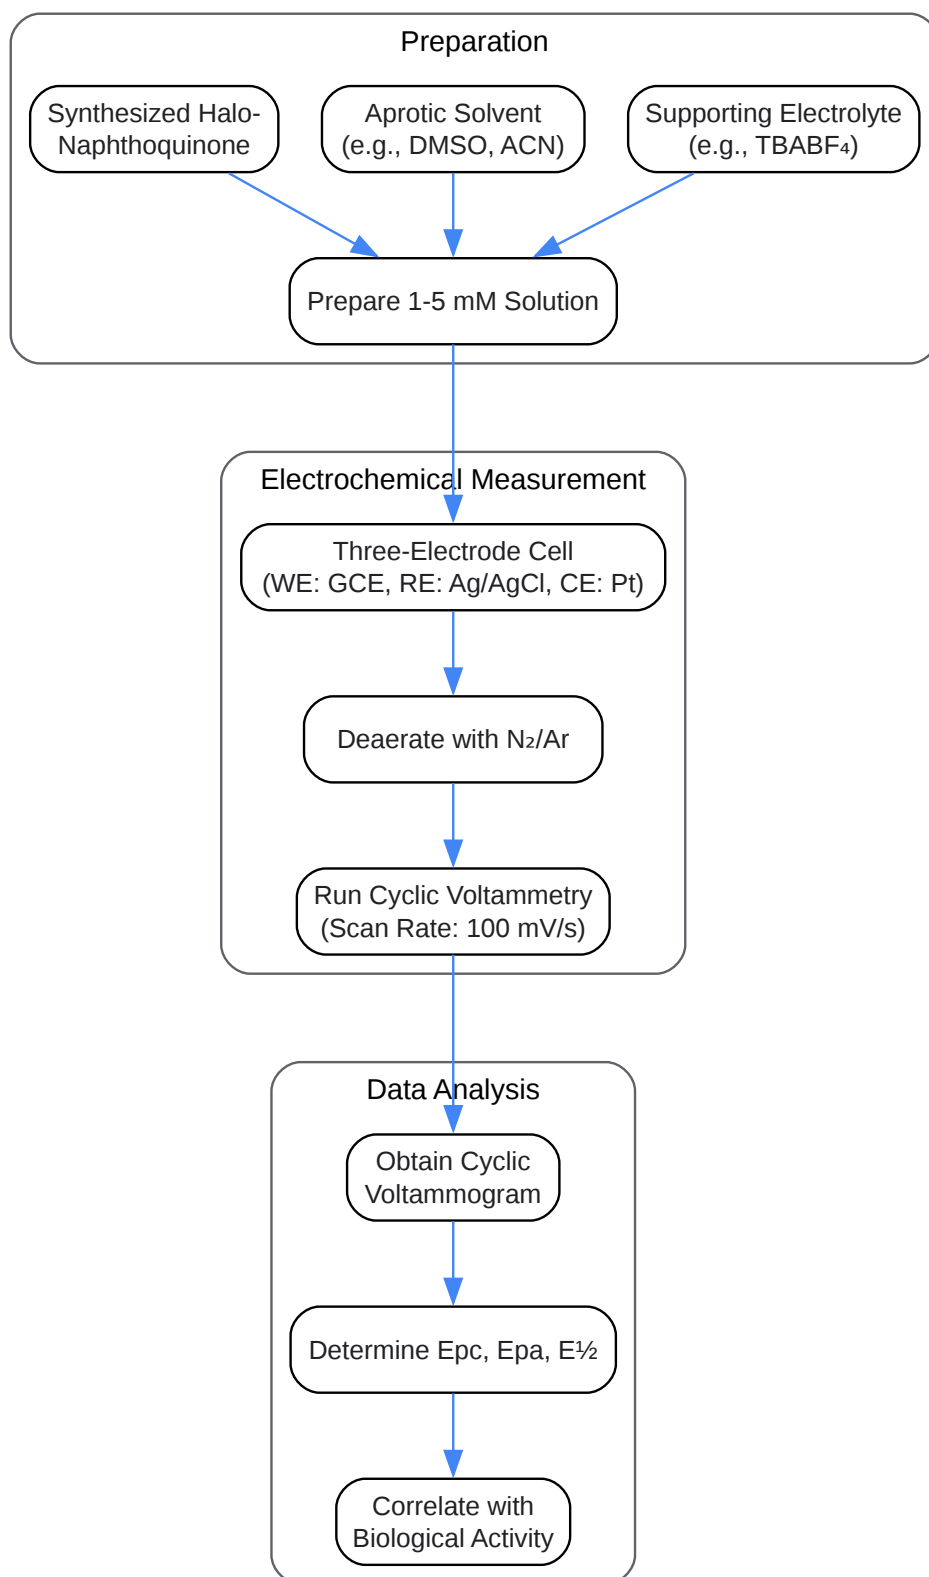 Preparation
Synthesized Halo-
Naphthoquinone
Aprotic Solvent
(e.g., DMSO, ACN)
Supporting Electrolyte
(e.g., TBABF₄)
Prepare 1-5 mM Solution
Electrochemical Measurement
Three-Electrode Cell
(WE: GCE, RE: Ag/AgCl, CE: Pt)
Deaerate with N₂/Ar
Run Cyclic Voltammetry
(Scan Rate: 100 mV/s)
Data Analysis
Obtain Cyclic
Voltammogram
Determine Epc, Epa, E½
Correlate with
Biological Activity